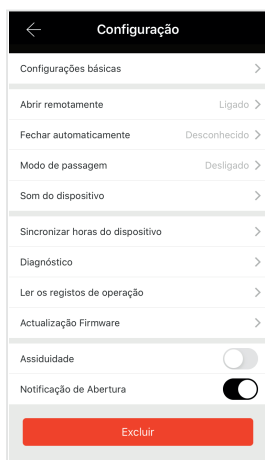 Configuração
Configurações básicas
Abrir remotamente Ligado
Fechar automaticamente Desconhecido
Modo de passagem Desligado
Som do dispositivo
Sincronizar horas do dispositivo
Diagnóstico
Ler os registos de operação
Actualização Firmware
Assiduidade
Notificação de Abertura
Excluir